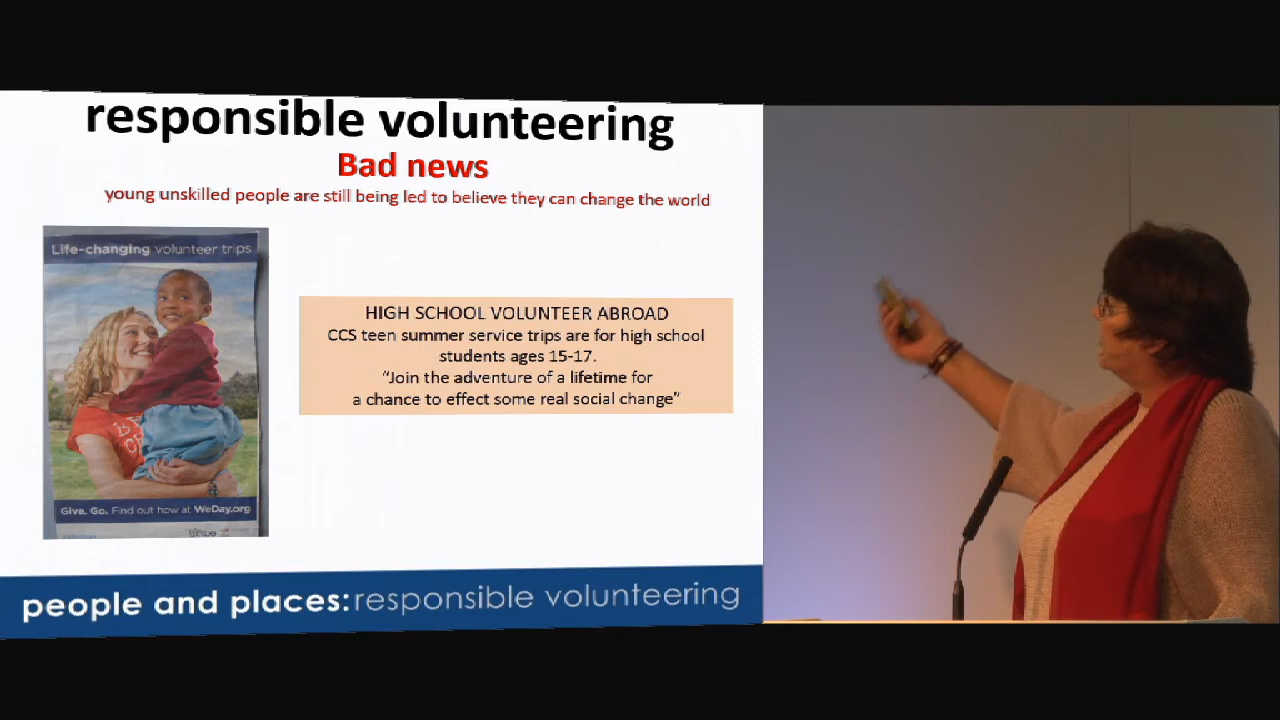 responsible volunteering
Bad news
young unskilled people are still being led to believe they can change the world
Life-changing volunteer trips
Give. Go. Find out how at WeDay.org
HIGH SCHOOL VOLUNTEER ABROAD
CCS teen summer service trips are for high school
students ages 15-17.
“Join the adventure of a lifetime for
a chance to effect some real social change”
people and places:responsible volunteering